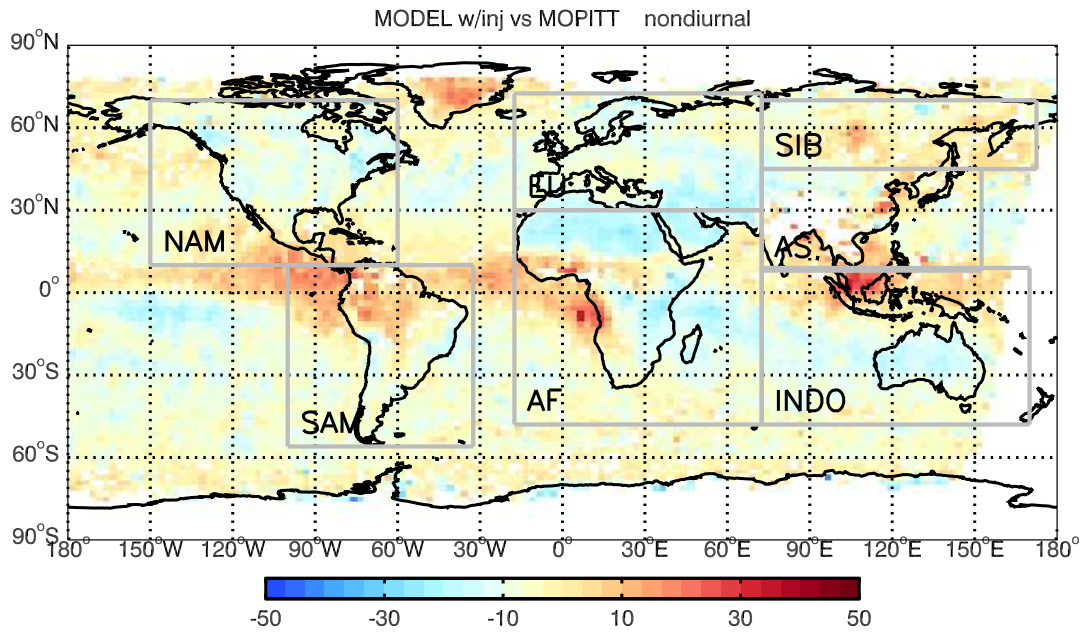 MODEL w/inj vs MOPITT nondiurnal
90°N
60°N
30°N
0°
30°S
60°S
90°S
SIB
EU
NAM
AS
SAM
AF
INDO
180° 150°W 120°W 90°W 60°W 30°W 0° 30°E 60°E 90°E 120°E 150°E 180°
-50 -30 -10 10 30 50